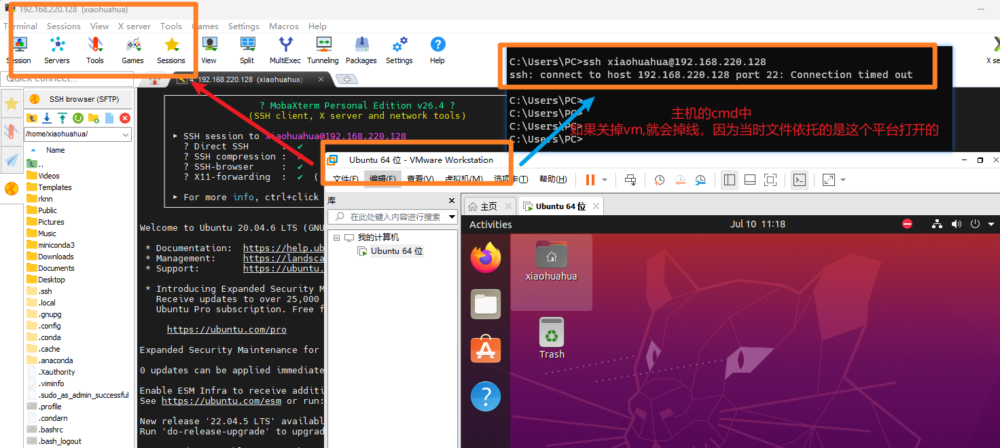 192.168.220.128 (xiaohuahua)
Terminal Sessions View X server Tools Games Settings Macros Help
Session Servers Tools Games Sessions View Split MultiExec Tunneling Packages Settings Help
Quick connect...
4. 192.168.220.128 (xiaohuahua)
SSH browser (SFTP)
/home/xiaohuahua/
Name
..
Videos
Templates
rknn
Public
Pictures
Music
miniconda3
Downloads
Documents
Desktop
.ssh
.local
.gnupg
.config
.conda
.cache
.anaconda
.Xauthority
.viminfo
.sudo_as_admin_successful
.profile
.condarn
.bashrc
.bash_logout
? MobaXterm Personal Edition v26.4 ?
(SSH client, X server and network tools)
➤ SSH session to xiaohuahua@192.168.220.128
? Direct SSH : ✔
? SSH compression :
? SSH-browser : ✔
? X11-forwarding : ✔ (
➤ For more info, ctrl+click
Welcome to Ubuntu 20.04.6 LTS (GNU
* Documentation: https://help.ub
* Management: https://landsca
* Support: https://ubuntu.
* Introducing Expanded Security M
Receive updates to over 25,000
Ubuntu Pro subscription. Free f
https://ubuntu.com/pro
Expanded Security Maintenance for
0 updates can be applied immediate
Enable ESM Infra to receive additi
See https://ubuntu.com/esm or run:
New release '22.04.5 LTS' availabl
Run 'do-release-upgrade' to upgrad
C:\Users\PC>ssh xiaohuahua@192.168.220.128
ssh: connect to host 192.168.220.128 port 22: Connection timed out
C:\Users\PC>
C:\Users\PC>
C:\Users\PC>
C:\Users\PC>
主机的cmd中
如果关掉vm,就会掉线，因为当时文件依托的是这个平台打开的
Ubuntu 64 位 - VMware Workstation
文件(F) 编辑(E) 查看(V) 虚拟机(M) 选项卡(T) 帮助(H)
库
在此处键入内容进行搜索
我的计算机
Ubuntu 64 位
主页
Ubuntu 64 位
Activities
Jul 10 11:18
xiaohuahua
Trash